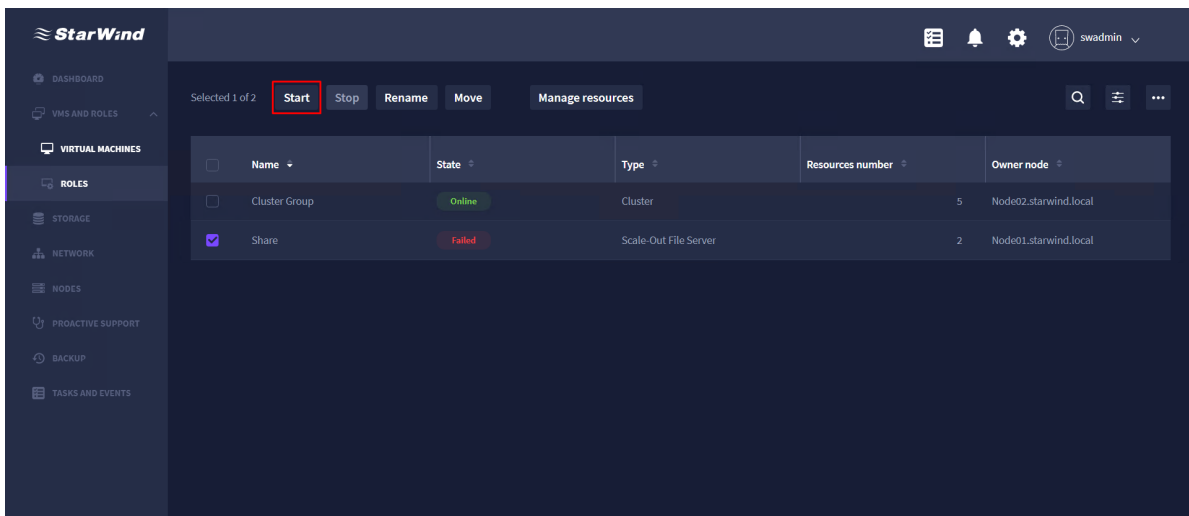 StarWind
swadmin
DASHBOARD
VMS AND ROLES
VIRTUAL MACHINES
ROLES
STORAGE
NETWORK
NODES
PROACTIVE SUPPORT
BACKUP
TASKS AND EVENTS
Selected 1 of 2 Start Stop Rename Move Manage resources
Name State Type Resources number Owner node
Cluster Group Online Cluster 5 Node02.starwind.local
Share Failed Scale-Out File Server 2 Node01.starwind.local